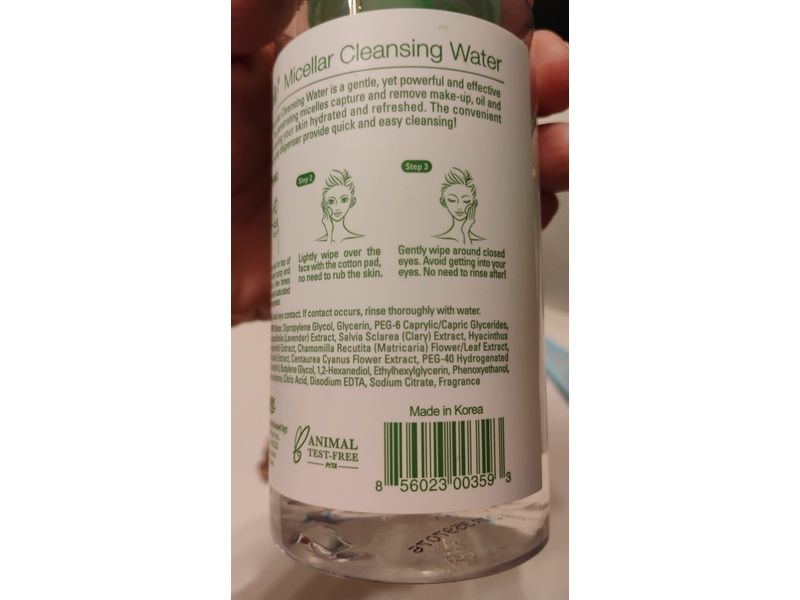 Micellar Cleansing Water
Cleansing Water is a gentle, yet powerful and effective
micelles capture and remove make-up, oil and
your skin hydrated and refreshed. The convenient
dispenser provide quick and easy cleansing!
Step 2
Step 3
Lightly wipe over the
face with the cotton pad,
no need to rub the skin.
Gently wipe around closed
eyes. Avoid getting into your
eyes. No need to rinse after!
eye contact. If contact occurs, rinse thoroughly with water.
Water, Dipropylene Glycol, Glycerin, PEG-6 Caprylic/Capric Glycerides,
(Lavender) Extract, Salvia Sclarea (Clary) Extract, Hyacinthus
Extract, Chamomilla Recutita (Matricaria) Flower/Leaf Extract,
Extract, Centaurea Cyanus Flower Extract, PEG-40 Hydrogenated
Butylene Glycol, 1,2-Hexanediol, Ethylhexylglycerin, Phenoxyethanol,
Citric Acid, Disodium EDTA, Sodium Citrate, Fragrance
Made in Korea
ANIMAL
TEST-FREE
PETA
8 56023 00359 3